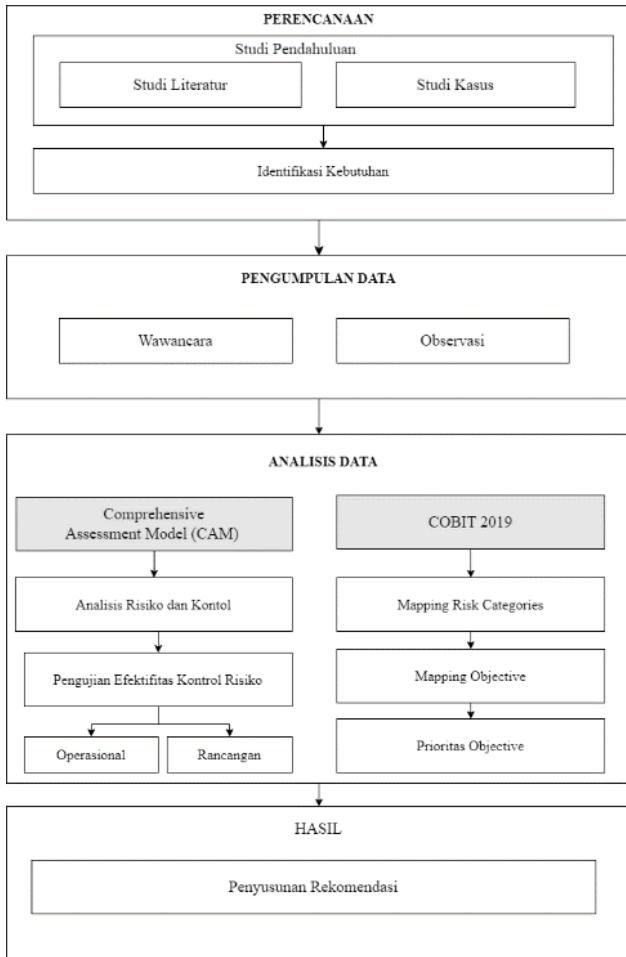 PERENCANAAN
Studi Pendahuluan
Studi Literatur
Studi Kasus
Identifikasi Kebutuhan
PENGUMPULAN DATA
Wawancara
Observasi
ANALISIS DATA
Comprehensive
Assessment Model (CAM)
COBIT 2019
Analisis Risiko dan Kontol
Mapping Risk Categories
Pengujian Efektifitas Kontrol Risiko
Mapping Objective
Operasional
Rancangan
Prioritas Objective
HASIL
Penyusunan Rekomendasi